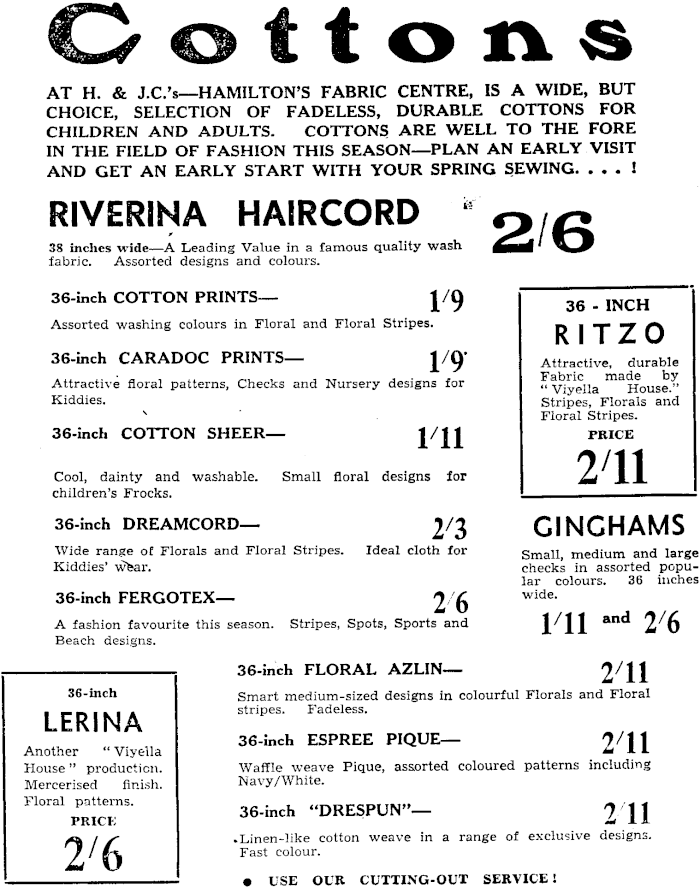 Cottons
AT H. & J.C.'s—HAMILTON'S FABRIC CENTRE, IS A WIDE, BUT
CHOICE, SELECTION OF FADELESS, DURABLE COTTONS FOR
CHILDREN AND ADULTS. COTTONS ARE WELL TO THE FORE
IN THE FIELD OF FASHION THIS SEASON—PLAN AN EARLY VISIT
AND GET AN EARLY START WITH YOUR SPRING SEWING. . . . !
RIVERINA HAIRCORD 2/6
38 inches wide—A Leading Value in a famous quality wash
fabric. Assorted designs and colours.
36-inch COTTON PRINTS— 1/9
Assorted washing colours in Floral and Floral Stripes.
36-inch CARADOC PRINTS— 1/9
Attractive floral patterns, Checks and Nursery designs for
Kiddies.
36-inch COTTON SHEER— 1/11
Cool, dainty and washable. Small floral designs for
children's Frocks.
36-inch DREAMCORD— 2/3
Wide range of Florals and Floral Stripes. Ideal cloth for
Kiddies' wear.
36-inch FERGOTEX— 2/6
A fashion favourite this season. Stripes, Spots, Sports and
Beach designs.
36 - INCH
RITZO
Attractive, durable
Fabric made by
"Viyella House."
Stripes, Florals and
Floral Stripes.
PRICE
2/11
GINGHAMS
Small, medium and large
checks in assorted popu-
lar colours. 36 inches
wide.
1/11 and 2/6
36-inch
LERINA
Another "Viyella
House" production.
Mercerised finish.
Floral patterns.
PRICE
2/6
36-inch FLORAL AZLIN— 2/11
Smart medium-sized designs in colourful Florals and Floral
stripes. Fadeless.
36-inch ESPREE PIQUE— 2/11
Waffle weave Pique, assorted coloured patterns including
Navy/White.
36-inch "DRESPUN"— 2/11
Linen-like cotton weave in a range of exclusive designs.
Fast colour.
● USE OUR CUTTING-OUT SERVICE!